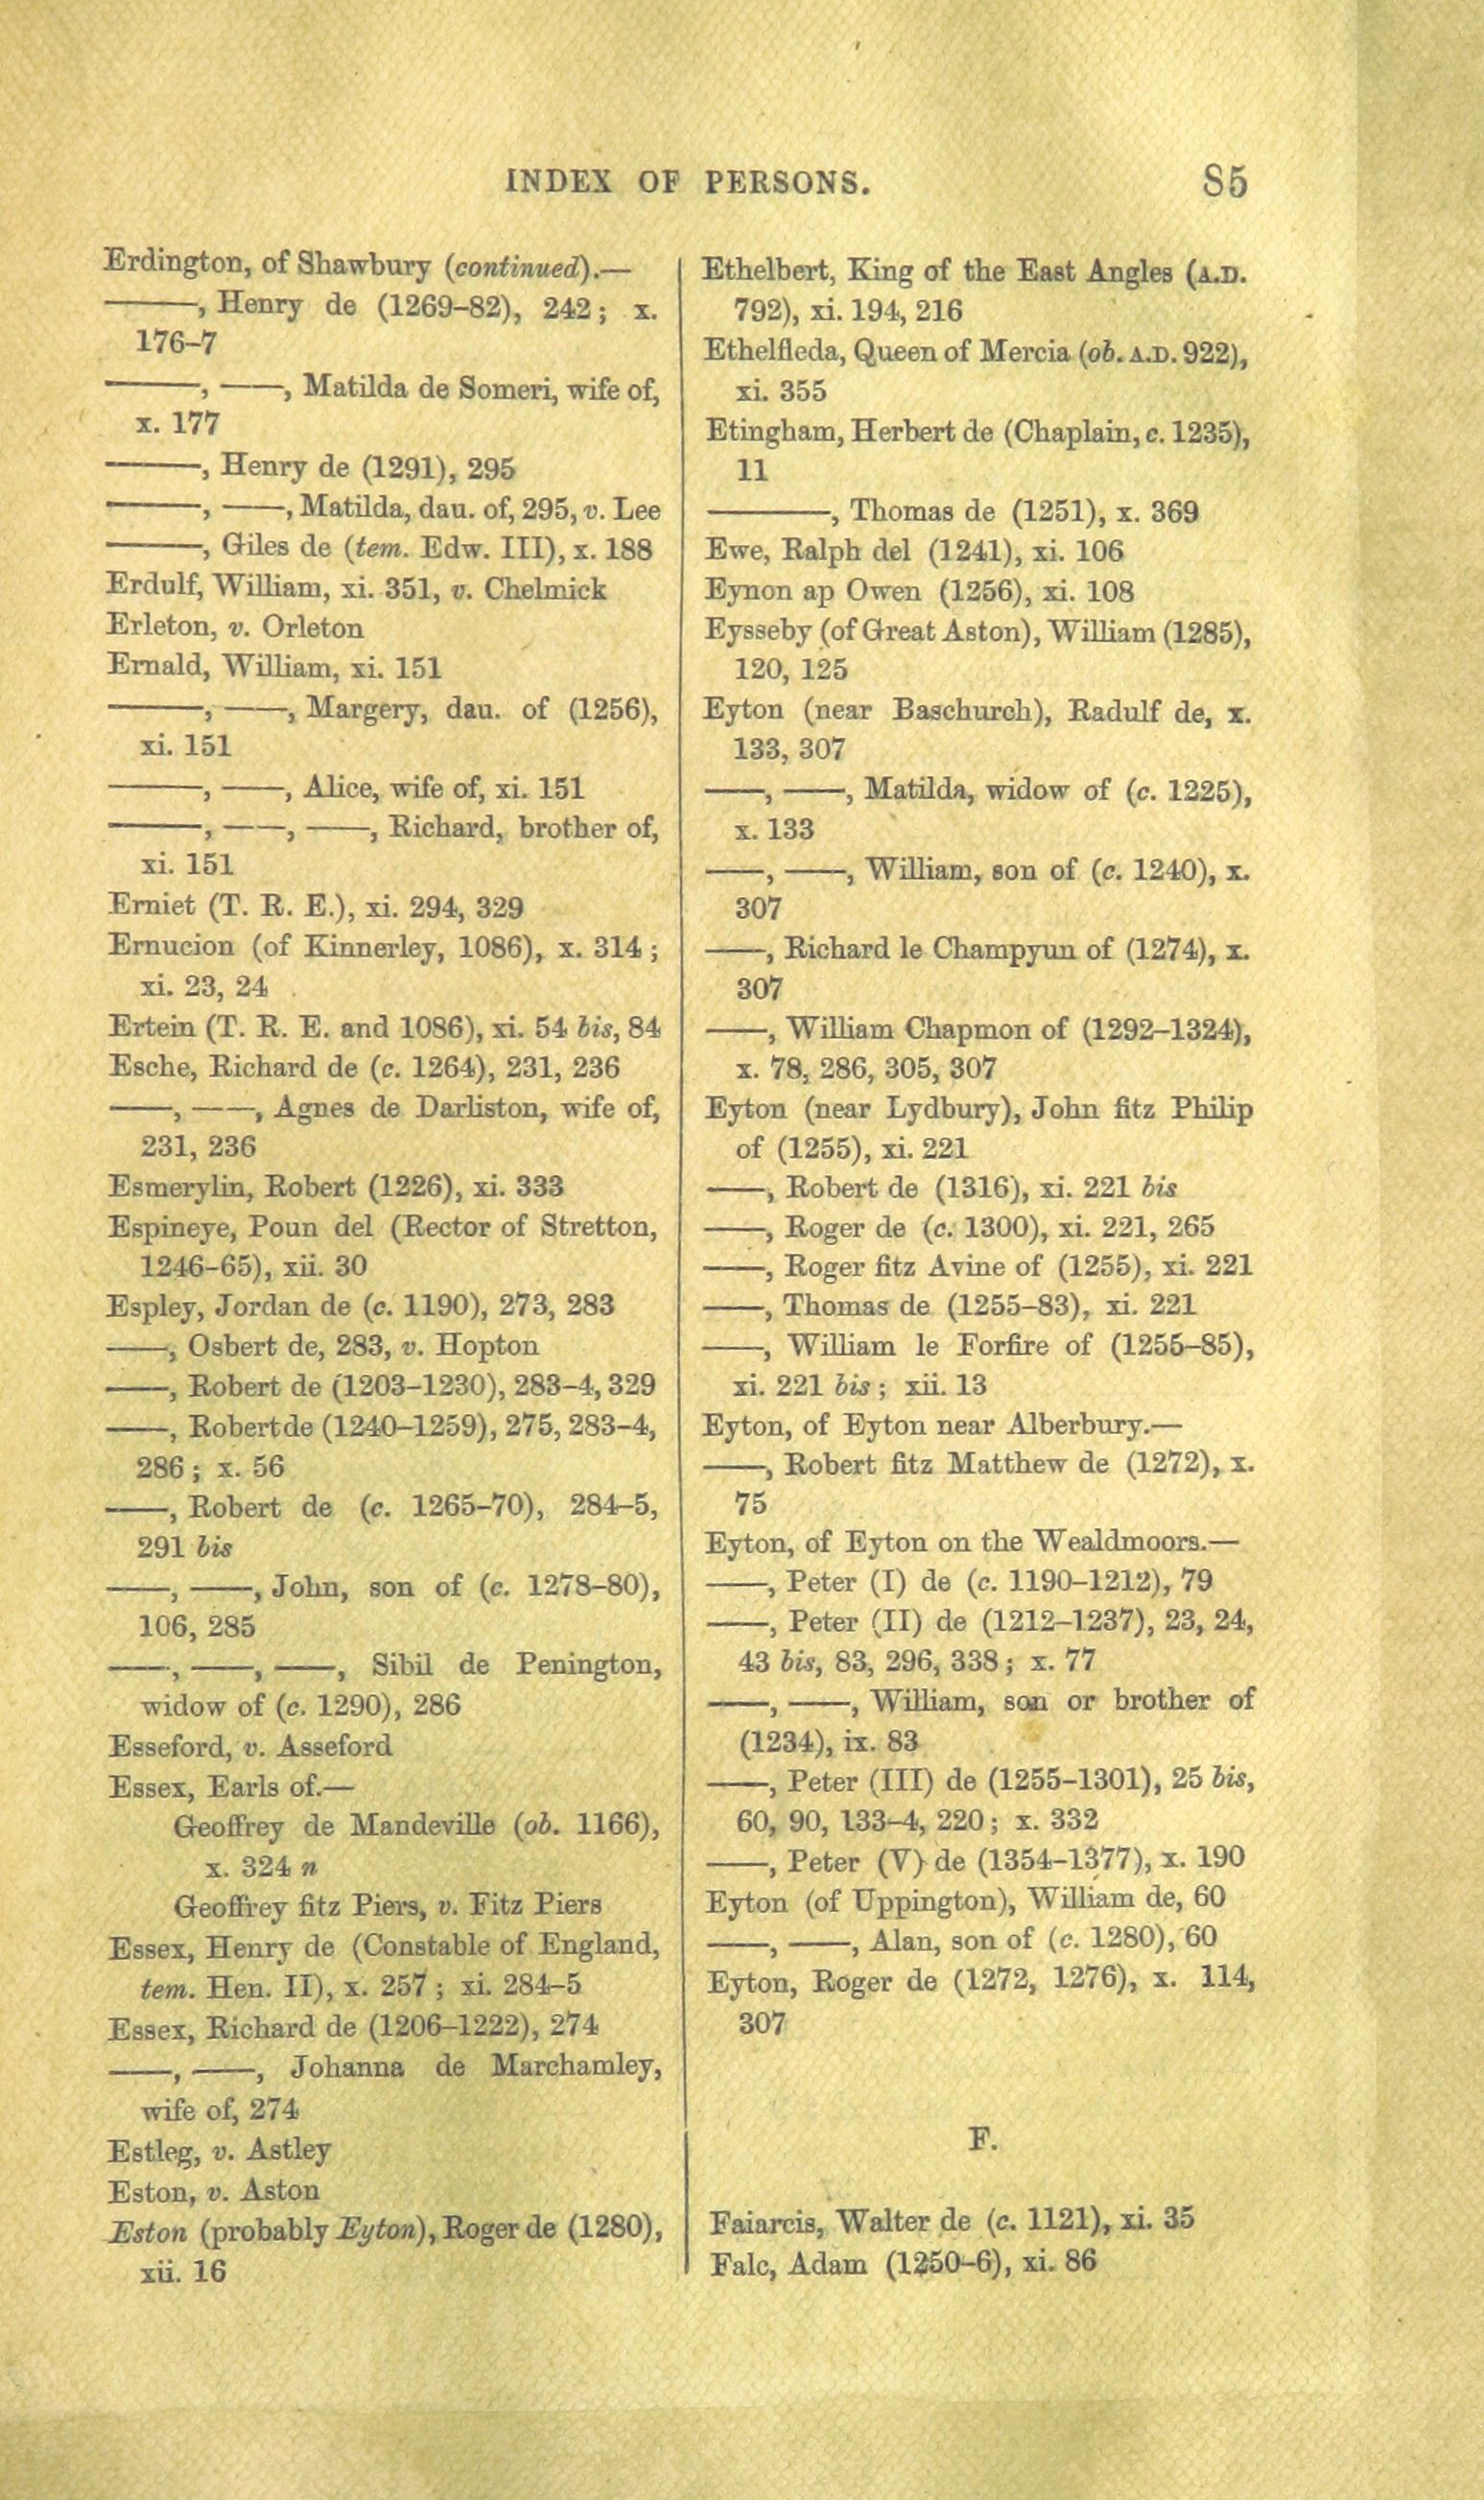 INDEX OF PERSONS. 85
Erdington, of Shawbury (continued).—
———, Henry de (1269–82), 242; x.
176–7
———, ——, Matilda de Someri, wife of,
x. 177
———, Henry de (1291), 295
———, ——, Matilda, dau. of, 295, v. Lee
———, Giles de (tem. Edw. III), x. 188
Erdulf, William, xi. 351, v. Chelmick
Erleton, v. Orleton
Ernald, William, xi. 151
———, ——, Margery, dau. of (1256),
xi. 151
———, ——, Alice, wife of, xi. 151
———, ——, ——, Richard, brother of,
xi. 151
Erniet (T. R. E.), xi. 294, 329
Ernucion (of Kinnerley, 1086), x. 314;
xi. 23, 24
Ertein (T. R. E. and 1086), xi. 54 bis, 84
Esche, Richard de (c. 1264), 231, 236
——, ——, Agnes de Darliston, wife of,
231, 236
Esmerylin, Robert (1226), xi. 333
Espineye, Poun del (Rector of Stretton,
1246–65), xii. 30
Espley, Jordan de (c. 1190), 273, 283
——, Osbert de, 283, v. Hopton
——, Robert de (1203–1230), 283–4, 329
——, Robert de (1240–1259), 275, 283–4,
286; x. 56
——, Robert de (c. 1265–70), 284–5,
291 bis
——, ——, John, son of (c. 1278–80),
106, 285
——, ——, ——, Sibil de Penington,
widow of (c. 1290), 286
Esseford, v. Asseford
Essex, Earls of.—
Geoffrey de Mandeville (ob. 1166),
x. 324 n
Geoffrey fitz Piers, v. Fitz Piers
Essex, Henry de (Constable of England,
tem. Hen. II), x. 257; xi. 284–5
Essex, Richard de (1206–1222), 274
——, ——, Johanna de Marchamley,
wife of, 274
Estleg, v. Astley
Eston, v. Aston
Eston (probably Eyton), Roger de (1280),
xii. 16
Ethelbert, King of the East Angles (A.D.
792), xi. 194, 216
Ethelfleda, Queen of Mercia (ob. A.D. 922),
xi. 355
Etingham, Herbert de (Chaplain, c. 1235),
11
————, Thomas de (1251), x. 369
Ewe, Ralph del (1241), xi. 106
Eynon ap Owen (1256), xi. 108
Eysseby (of Great Aston), William (1285),
120, 125
Eyton (near Baschurch), Radulf de, x.
133, 307
——, ——, Matilda, widow of (c. 1225),
x. 133
——, ——, William, son of (c. 1240), x.
307
——, Richard le Champyun of (1274), x.
307
——, William Chapmon of (1292–1324),
x. 78, 286, 305, 307
Eyton (near Lydbury), John fitz Philip
of (1255), xi. 221
——, Robert de (1316), xi. 221 bis
——, Roger de (c. 1300), xi. 221, 265
——, Roger fitz Avine of (1255), xi. 221
——, Thomas de (1255–83), xi. 221
——, William le Forfire of (1255–85),
xi. 221 bis; xii. 13
Eyton, of Eyton near Alberbury.—
——, Robert fitz Matthew de (1272), x.
75
Eyton, of Eyton on the Wealdmoors.—
——, Peter (I) de (c. 1190–1212), 79
——, Peter (II) de (1212–1237), 23, 24,
43 bis, 83, 296, 338; x. 77
——, ——, William, son or brother of
(1234), ix. 83
——, Peter (III) de (1255–1301), 25 bis,
60, 90, 133–4, 220; x. 332
——, Peter (V) de (1354–1377), x. 190
Eyton (of Uppington), William de, 60
——, ——, Alan, son of (c. 1280), 60
Eyton, Roger de (1272, 1276), x. 114,
307
F.
Faiarcis, Walter de (c. 1121), xi. 35
Falc, Adam (1250–6), xi. 86